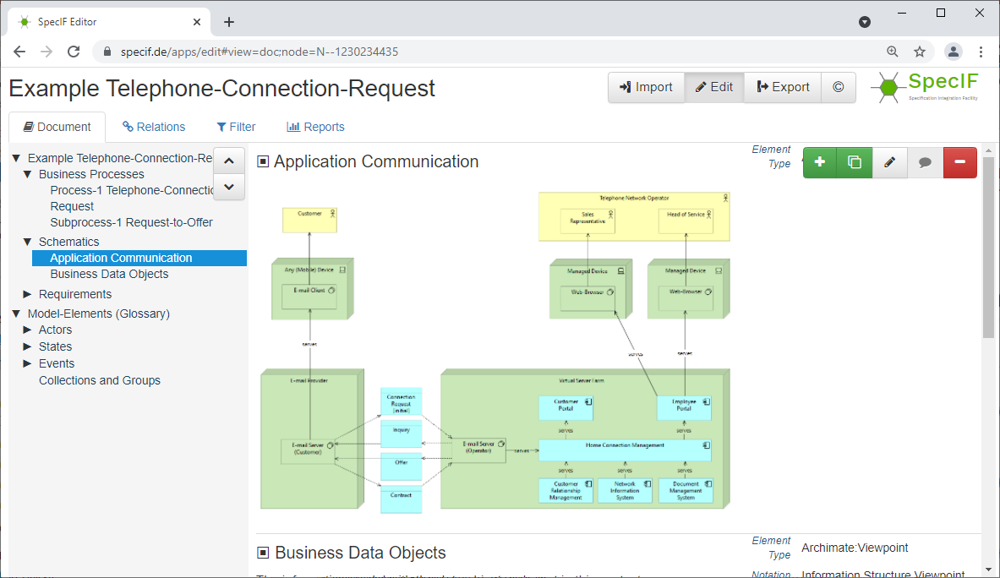 SpecIF Editor
specif.de/apps/edit#view=doc;node=N--1230234435
Example Telephone-Connection-Request
Import
Edit
Export
©
SpecIF
Specification Integration Facility
Document
Relations
Filter
Reports
Example Telephone-Connection-Re
Business Processes
Process-1 Telephone-Connectio
Request
Subprocess-1 Request-to-Offer
Schematics
Application Communication
Business Data Objects
Requirements
Model-Elements (Glossary)
Actors
States
Events
Collections and Groups
Application Communication
Element
Type
Customer
Telephone Network Operator
Sales
Representative
Head of Service
Any (Mobile) Device
E-mail Client
Managed Device
Web-Browser
Managed Device
Web-Browser
serves
serves
serves
E-mail Provider
Virtual Server Farm
Connection
Request
[initial]
Customer
Portal
Employee
Portal
Inquiry
serves
serves
E-mail Server
(Customer)
E-mail Server
(Operator)
serves
Home Connection Management
Offer
serves
serves
serves
Contract
Customer
Relationship
Management
Network
Information
System
Document
Management
System
Business Data Objects
Element
Type
Archimate:Viewpoint
Notation
Information Structure Viewpoint